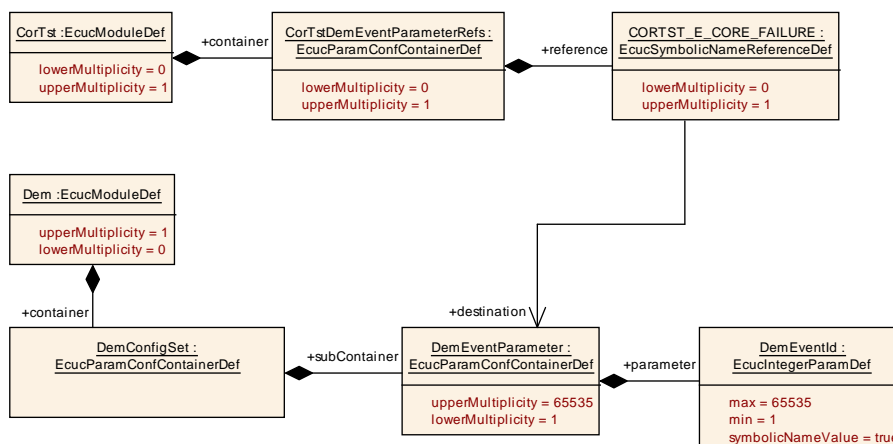 CorTst :EcucModuleDef
lowerMultiplicity = 0
upperMultiplicity = 1
+container
CorTstDemEventParameterRefs :
EcucParamConfContainerDef
lowerMultiplicity = 0
upperMultiplicity = 1
+reference
CORTST_E_CORE_FAILURE :
EcucSymbolicNameReferenceDef
lowerMultiplicity = 0
upperMultiplicity = 1
Dem :EcucModuleDef
upperMultiplicity = 1
lowerMultiplicity = 0
+container
DemConfigSet :
EcucParamConfContainerDef
+subContainer
+destination
DemEventParameter :
EcucParamConfContainerDef
upperMultiplicity = 65535
lowerMultiplicity = 1
+parameter
DemEventId :
EcucIntegerParamDef
max = 65535
min = 1
symbolicNameValue = true